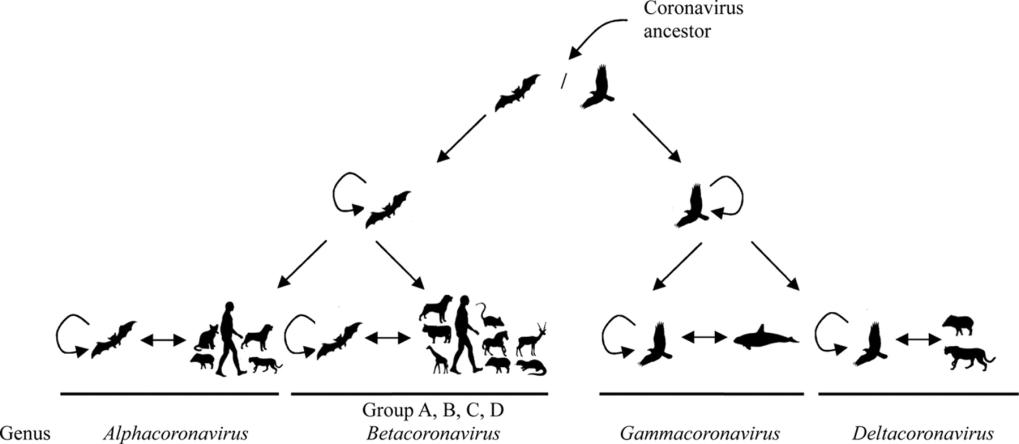 Coronavirus
ancestor
/
Group A, B, C, D
Genus Alphacoronavirus Betacoronavirus Gammacoronavirus Deltacoronavirus